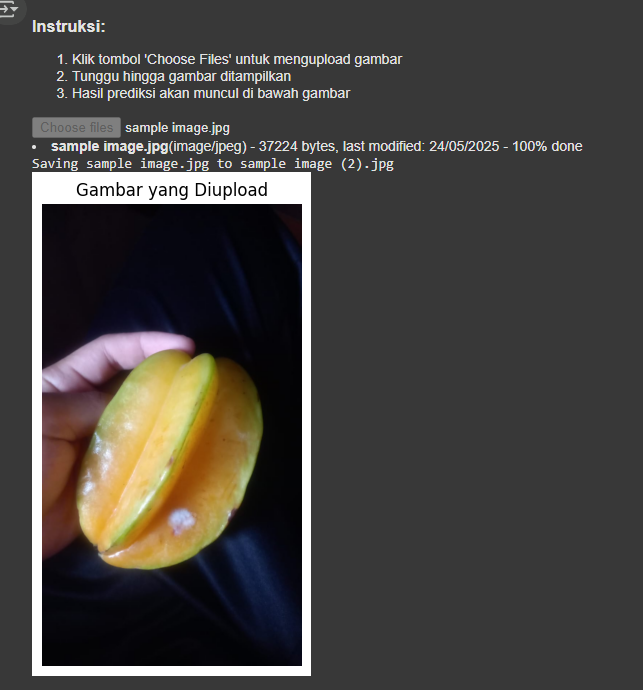 Instruksi:
1. Klik tombol 'Choose Files' untuk mengupload gambar
2. Tunggu hingga gambar ditampilkan
3. Hasil prediksi akan muncul di bawah gambar
Choose files sample image.jpg
• sample image.jpg(image/jpeg) - 37224 bytes, last modified: 24/05/2025 - 100% done
Saving sample image.jpg to sample image (2).jpg
Gambar yang Diupload